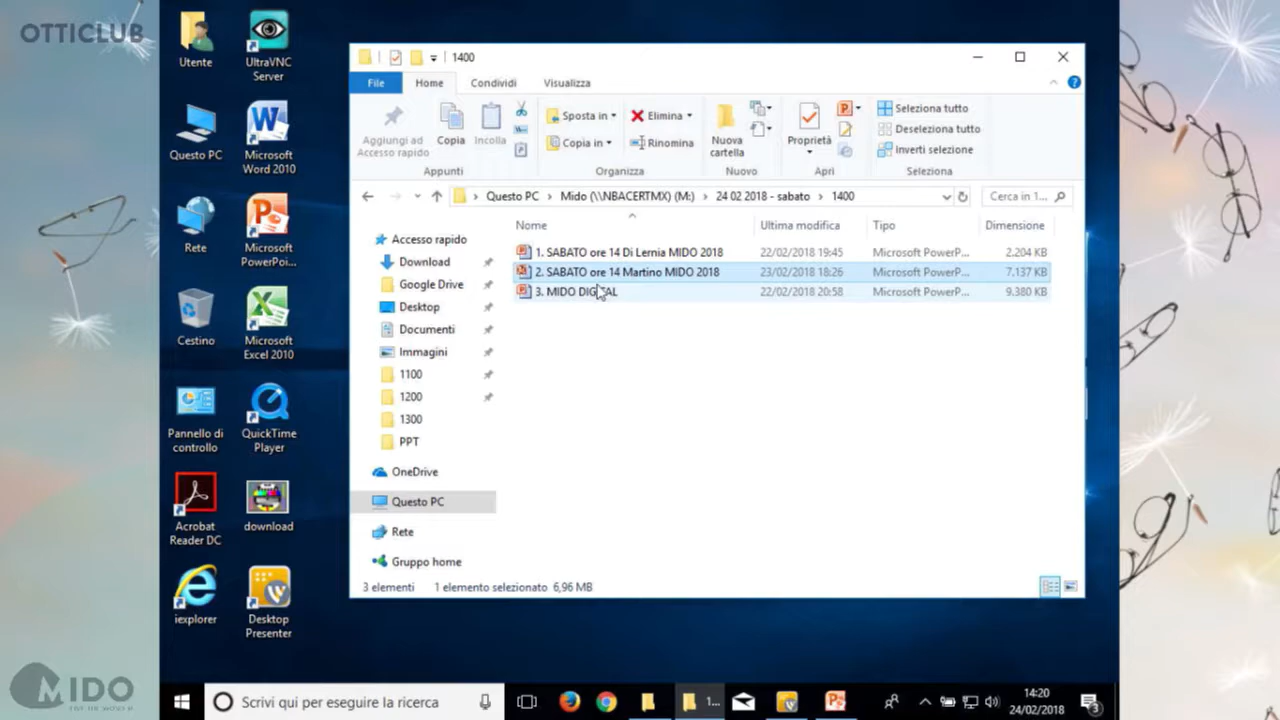 OTTICLUB
Utente
UltraVNC
Server
Questo PC
Microsoft
Word 2010
Rete
Microsoft
PowerPoi...
Cestino
Microsoft
Excel 2010
Pannello di
controllo
QuickTime
Player
Acrobat
Reader DC
download
iexplorer
Desktop
Presenter
1400
File Home Condividi Visualizza
Aggiungi ad
Accesso rapido
Copia
Incolla
Sposta in
Copia in
Elimina
Rinomina
Nuova
cartella
Proprietà
Seleziona tutto
Deseleziona tutto
Inverti selezione
Appunti Organizza Nuovo Apri Seleziona
Questo PC Mido (\\NBACERTMX) (M:) 24 02 2018 - sabato 1400
Cerca in 1...
Nome Ultima modifica Tipo Dimensione
1. SABATO ore 14 Di Lernia MIDO 2018 22/02/2018 19:45 Microsoft PowerP... 2.204 KB
2. SABATO ore 14 Martino MIDO 2018 23/02/2018 18:26 Microsoft PowerP... 7.137 KB
3. MIDO DIGITAL 22/02/2018 20:58 Microsoft PowerP... 9.380 KB
Accesso rapido
Download
Google Drive
Desktop
Documenti
Immagini
1100
1200
1300
PPT
OneDrive
Questo PC
Rete
Gruppo home
3 elementi 1 elemento selezionato 6,96 MB
MIDO
Scrivi qui per eseguire la ricerca
1...
14:20
24/02/2018
3